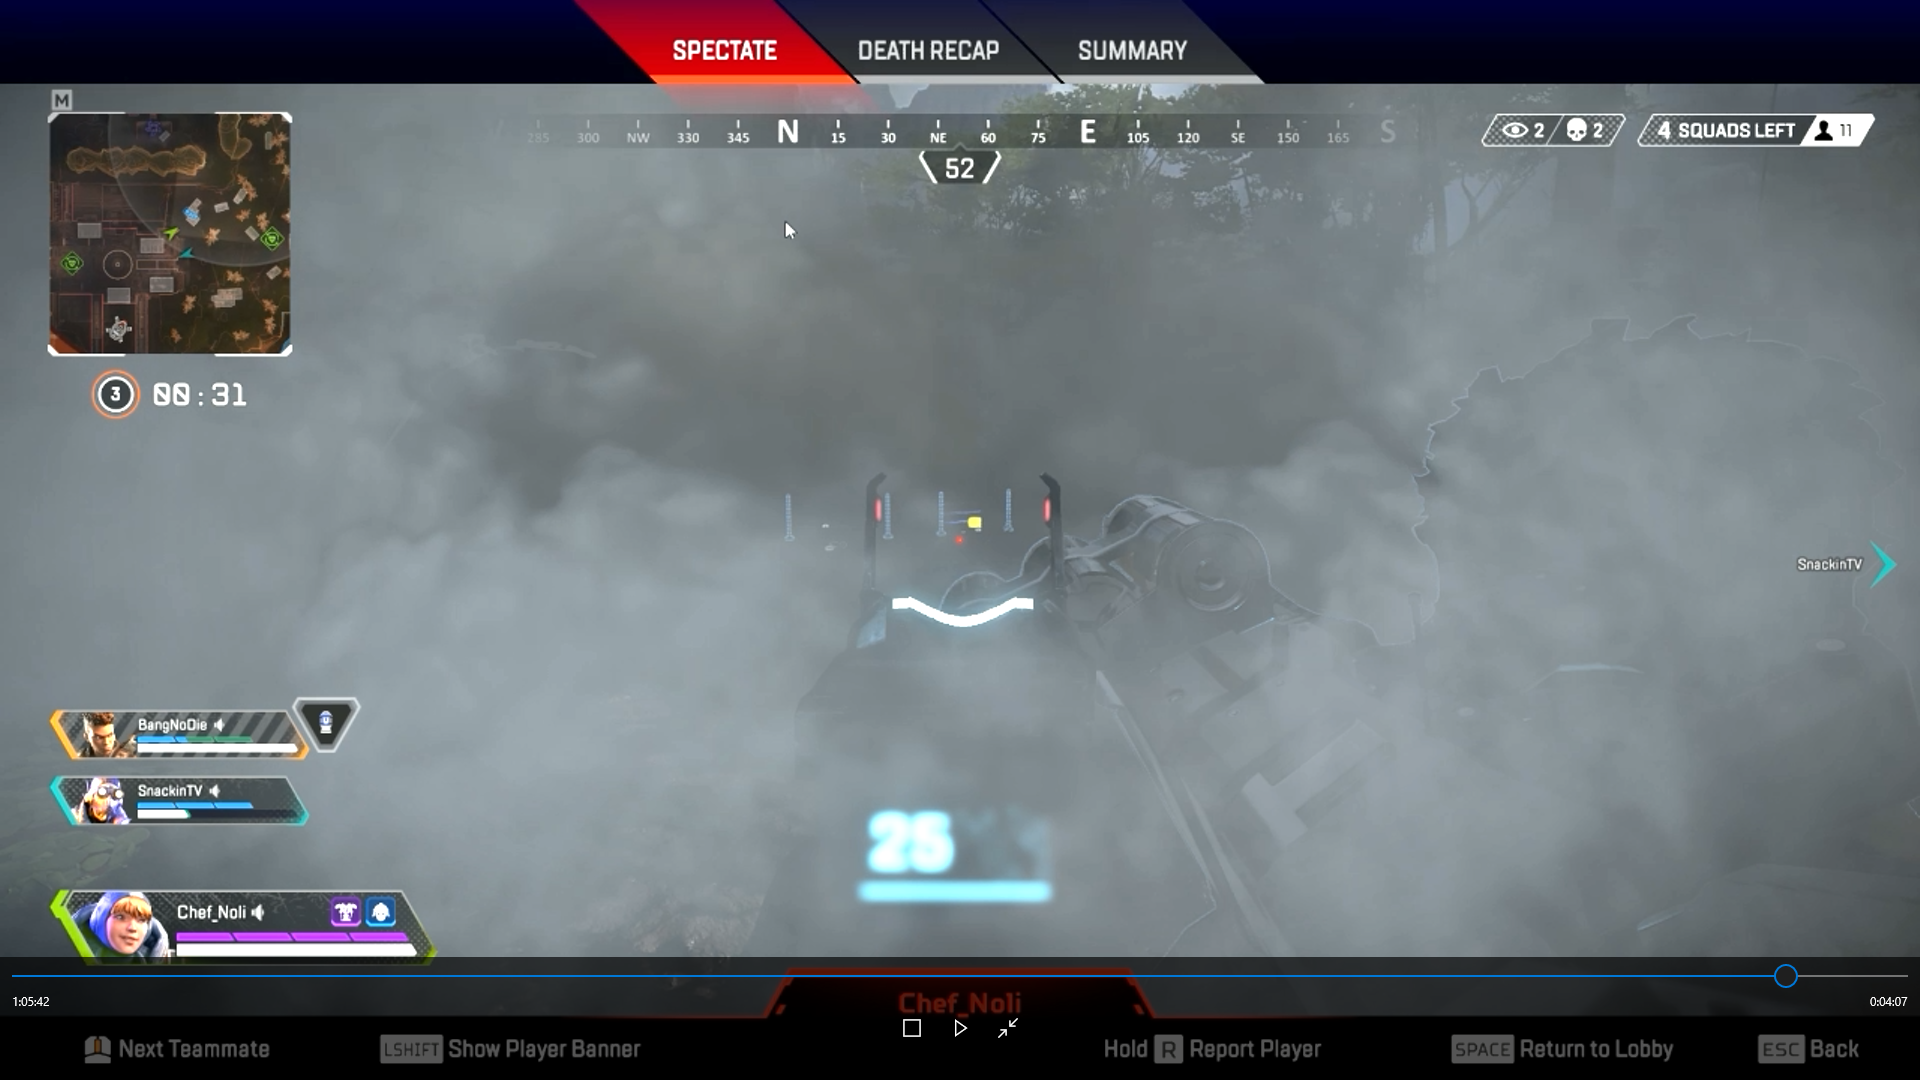 SPECTATE DEATH RECAP SUMMARY
M
285 300 NW 330 345 N 15 30 NE 60 75 E 105 120 SE 150 165 S
52
2 2
4 SQUADS LEFT 11
3 00:31
SnackinTV
BangNoDie
SnackinTV
25
Chef_Noli
1:05:42
0:04:07
Chef_Noli
Next Teammate
LSHIFT Show Player Banner
Hold R Report Player
SPACE Return to Lobby
ESC Back